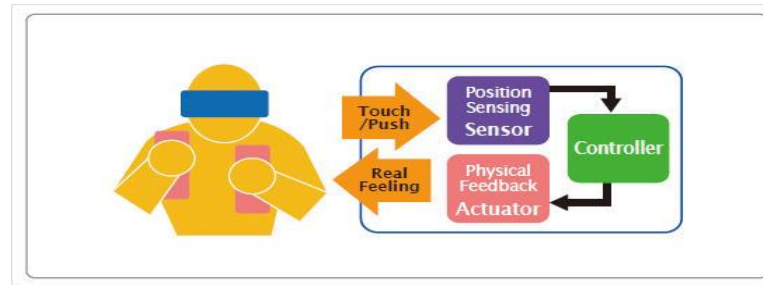 Touch
/Push
Position
Sensing
Sensor
Controller
Real
Feeling
Physical
Feedback
Actuator